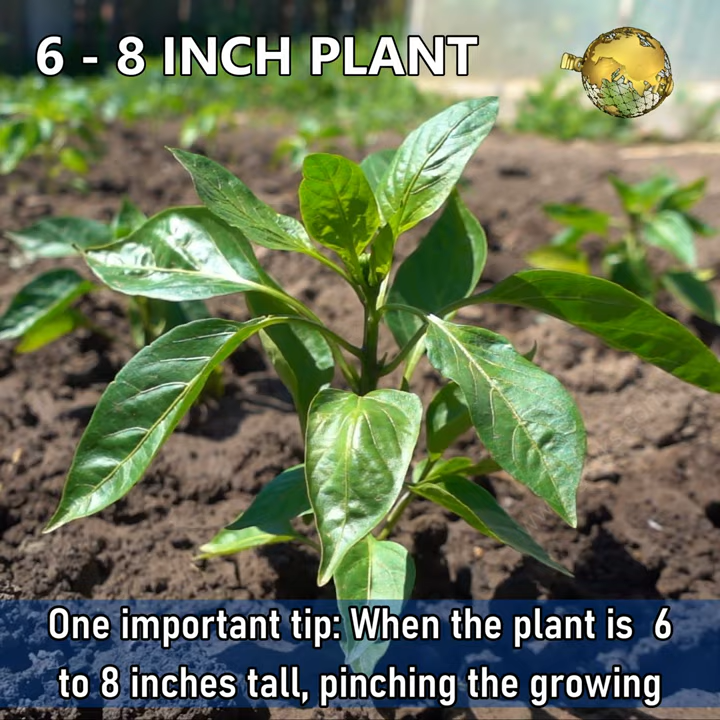 6 - 8 INCH PLANT
One important tip: When the plant is 6
to 8 inches tall, pinching the growing